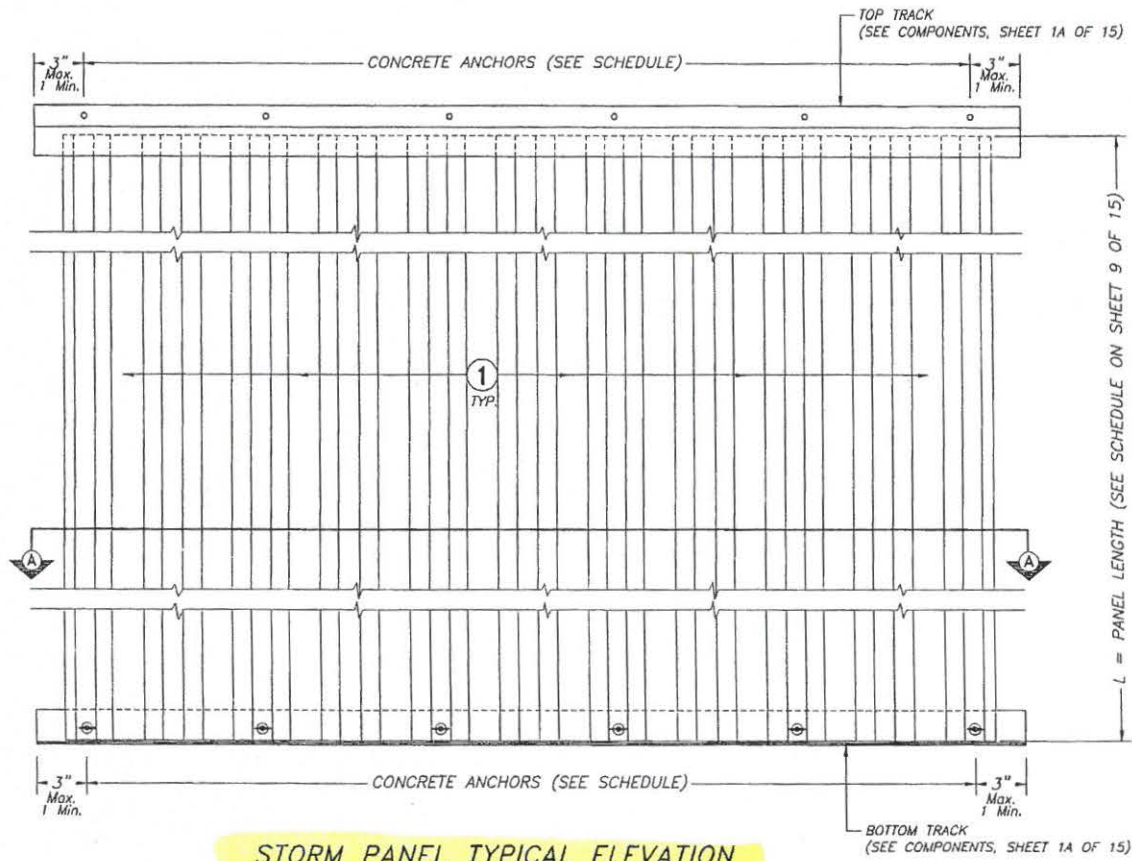 TOP TRACK
(SEE COMPONENTS, SHEET 1A OF 15)
3"
Max.
1 Min.
CONCRETE ANCHORS (SEE SCHEDULE)
3"
Max.
1 Min.
1
TYP.
L = PANEL LENGTH (SEE SCHEDULE ON SHEET 9 OF 15)
A
A
3"
Max.
1 Min.
CONCRETE ANCHORS (SEE SCHEDULE)
3"
Max.
1 Min.
BOTTOM TRACK
(SEE COMPONENTS, SHEET 1A OF 15)
STORM PANEL TYPICAL ELEVATION